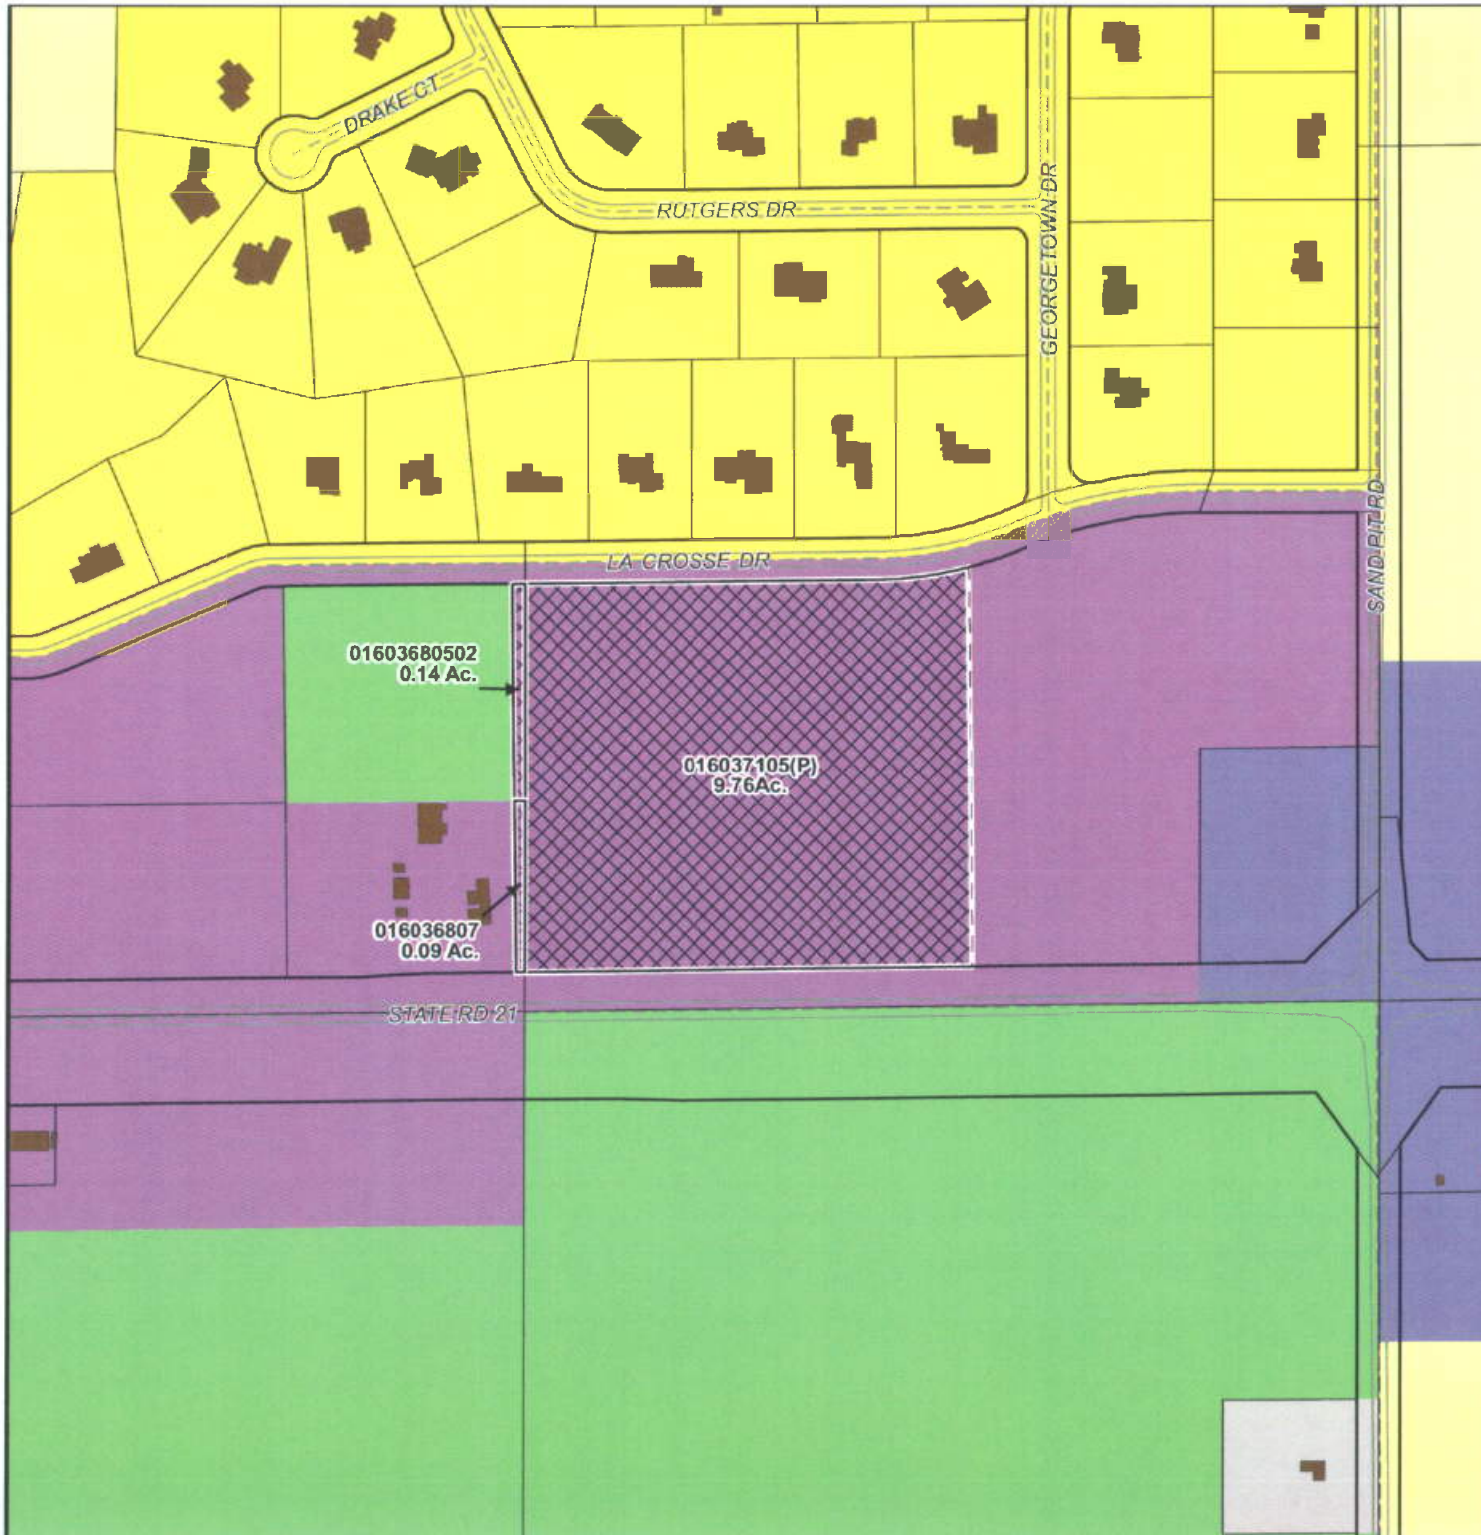 DRAKE CT
RUTGERS DR
GEORGETOWN DR
LA CROSSE DR
SAND PIT RD
01603680502
0.14 Ac.
016037105(P)
9.76Ac.
016036807
0.09 Ac.
STATE RD 21